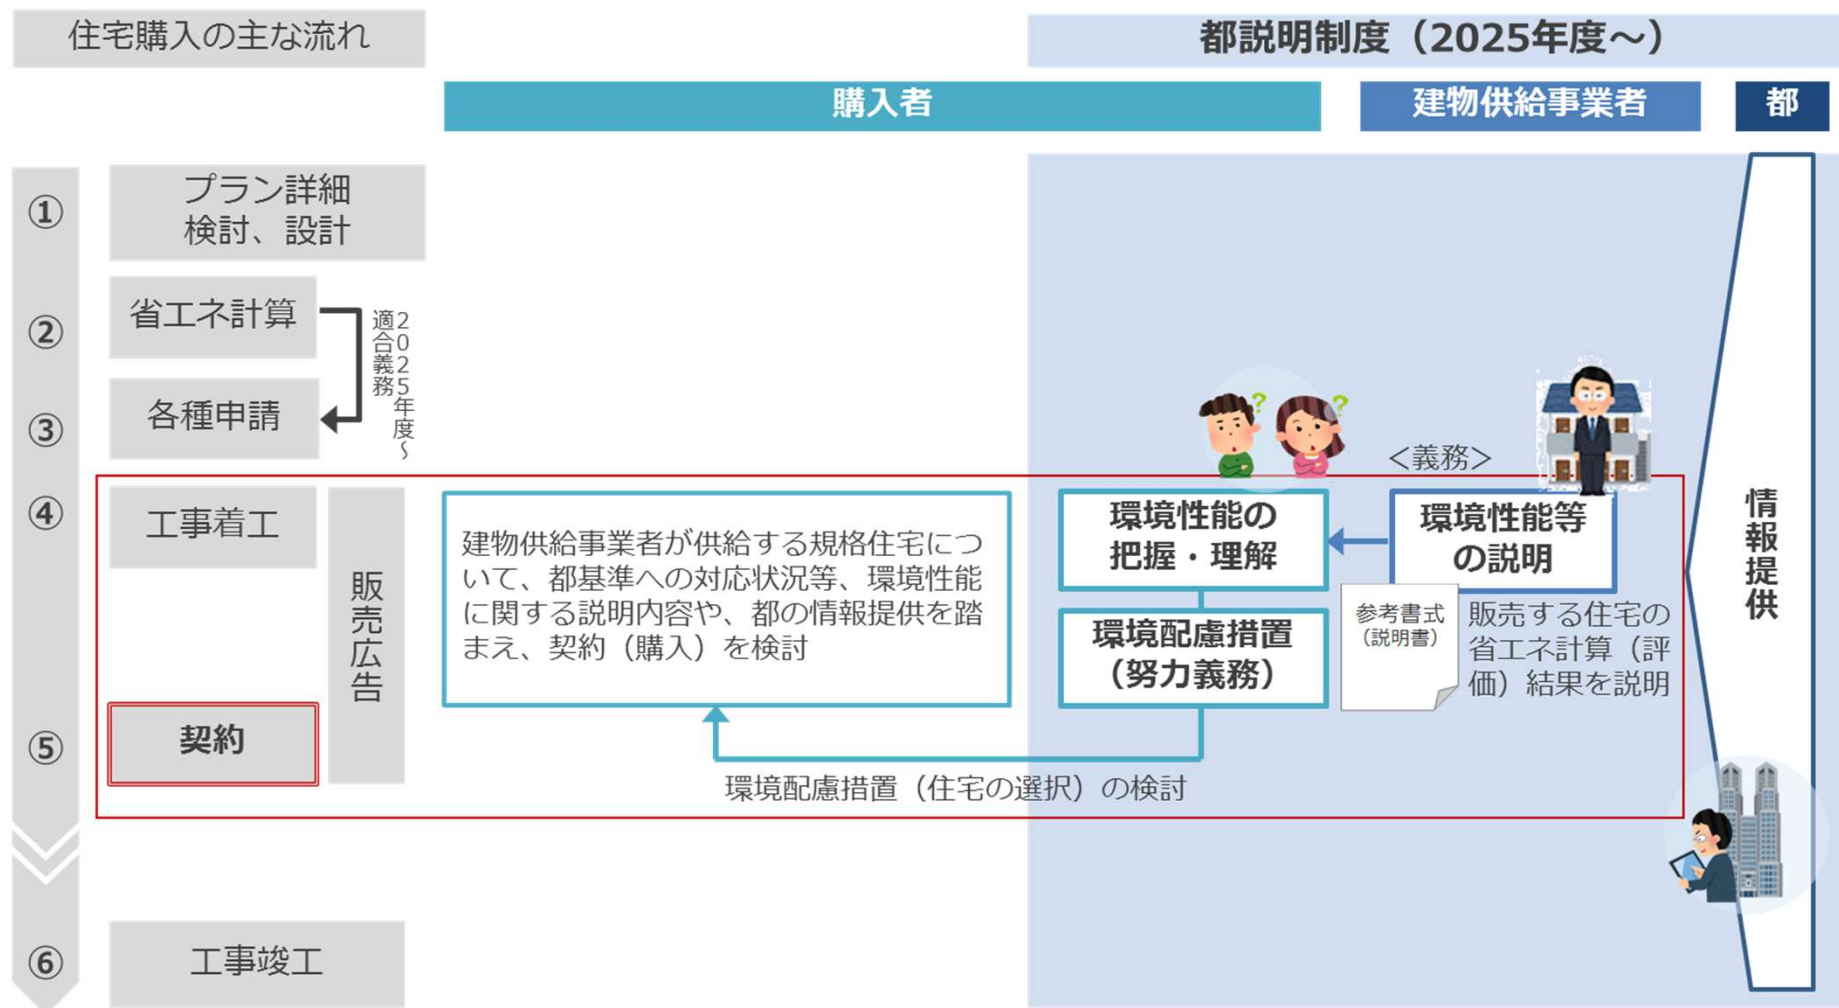 住宅購入の主な流れ
都説明制度（2025年度～）
購入者
建物供給事業者
都
①
プラン詳細
検討、設計
②
省エネ計算
2025年度～
適合義務
③
各種申請
④
工事着工
販売広告
⑤
契約
⑥
工事竣工
建物供給事業者が供給する規格住宅につ
いて、都基準への対応状況等、環境性能
に関する説明内容や、都の情報提供を踏
まえ、契約（購入）を検討
？
？
環境性能の
把握・理解
環境配慮措置
（努力義務）
環境配慮措置（住宅の選択）の検討
＜義務＞
環境性能等
の説明
参考書式
（説明書）
販売する住宅の
省エネ計算（評
価）結果を説明
情報提供